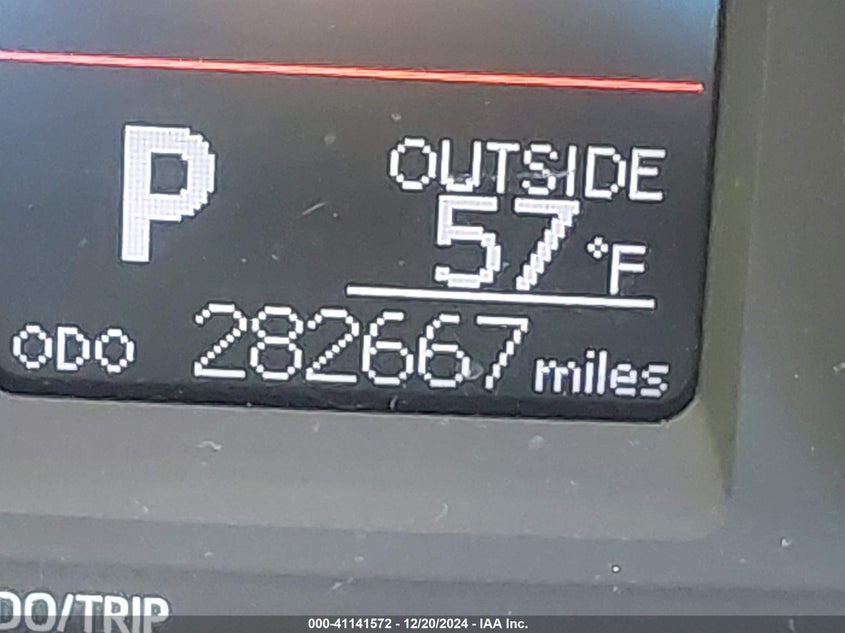 P
OUTSIDE
57 °F
ODO 282667 miles
DO/TRIP
000-41141572 - 12/20/2024 - IAA Inc.